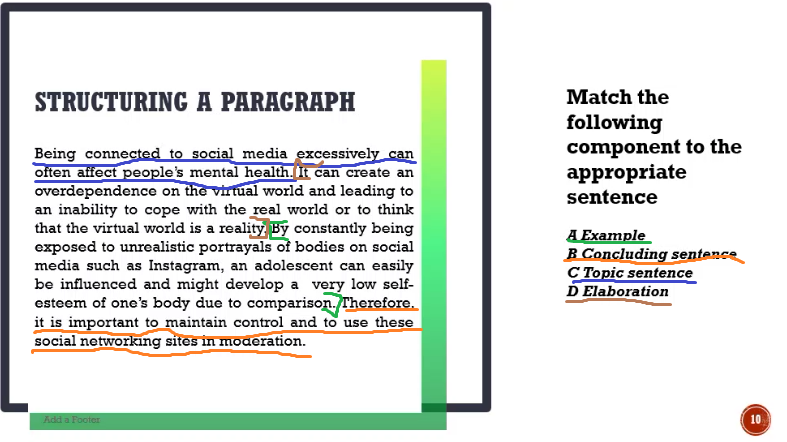 STRUCTURING A PARAGRAPH
Being connected to social media excessively can
often affect people's mental health. It can create an
overdependence on the virtual world and leading to
an inability to cope with the real world or to think
that the virtual world is a reality. By constantly being
exposed to unrealistic portrayals of bodies on social
media such as Instagram, an adolescent can easily
be influenced and might develop a very low self-
esteem of one's body due to comparison. Therefore,
it is important to maintain control and to use these
social networking sites in moderation.
Add a Footer
Match the
following
component to the
appropriate
sentence
A Example
B Concluding sentence
C Topic sentence
D Elaboration
10